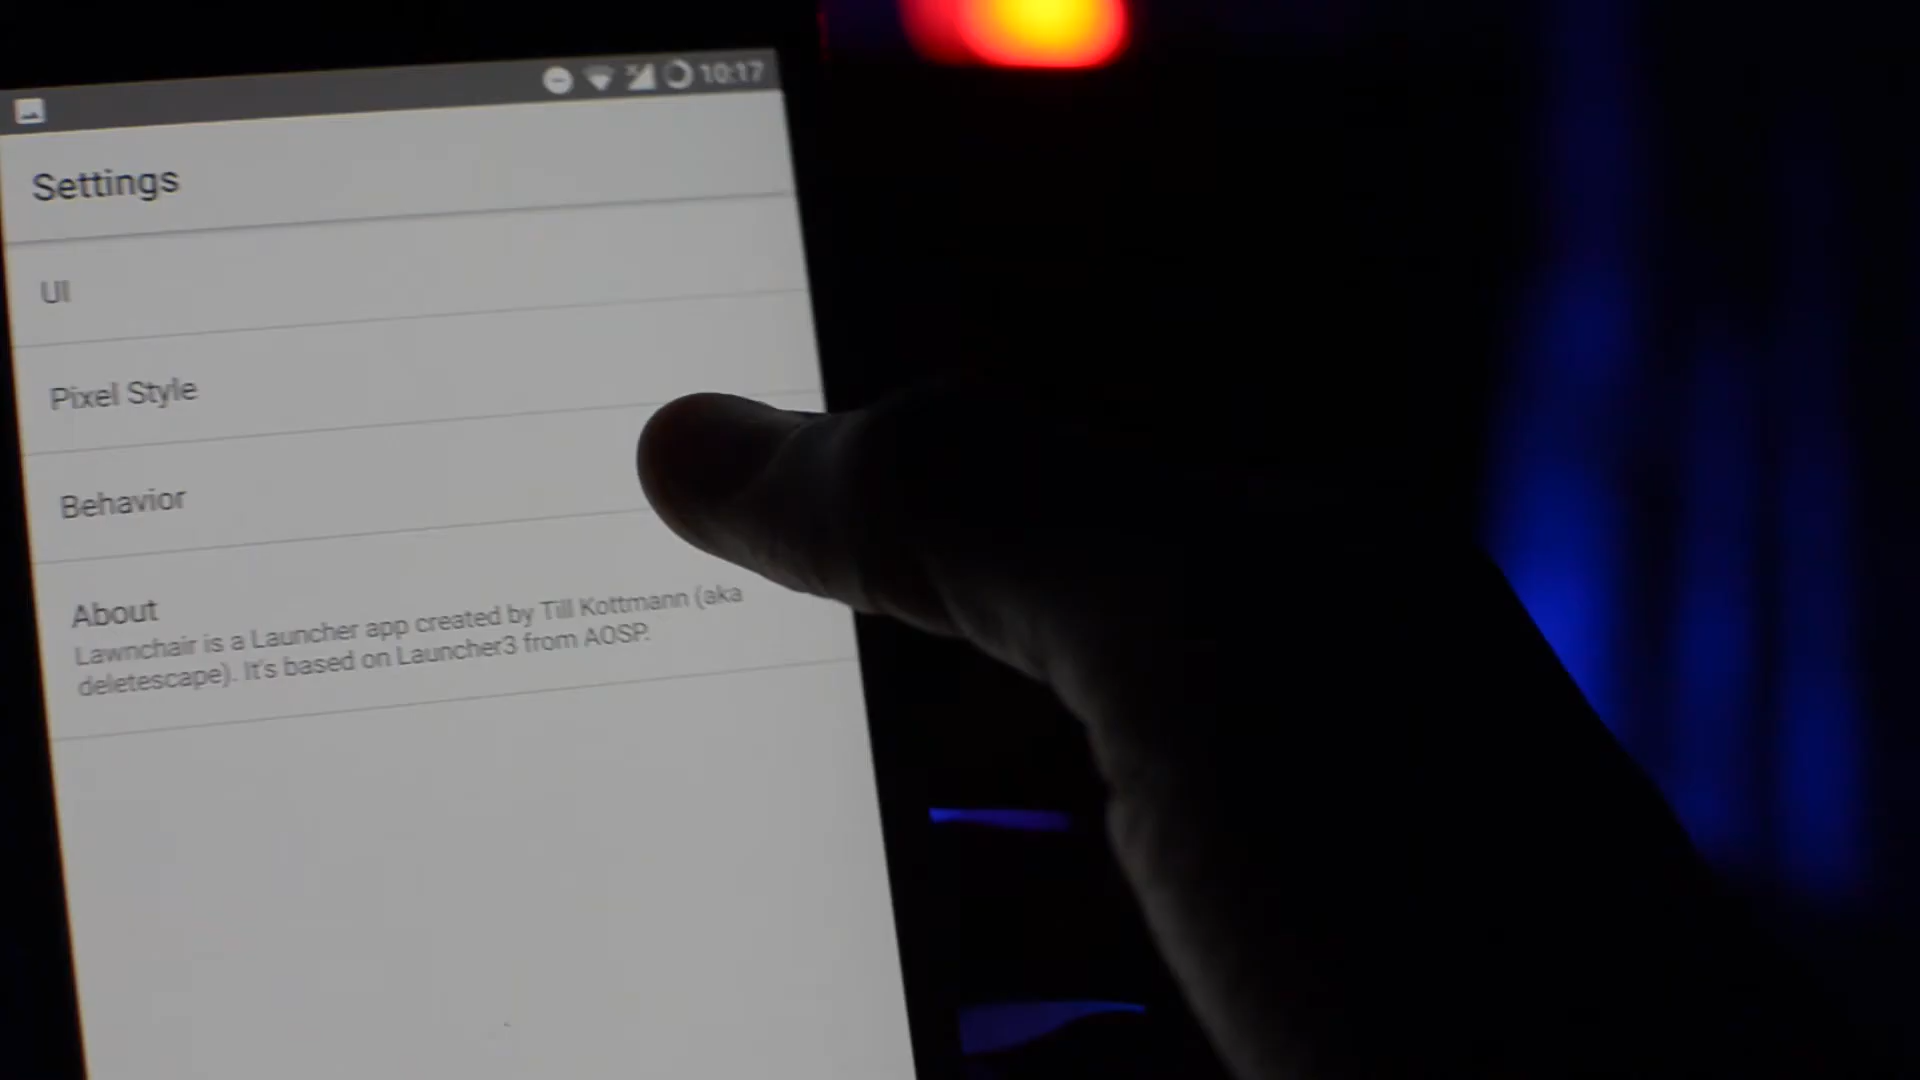 10:17
Settings
UI
Pixel Style
Behavior
About
Lawnchair is a Launcher app created by Till Kottmann (aka
deletescape). It's based on Launcher3 from AOSP.